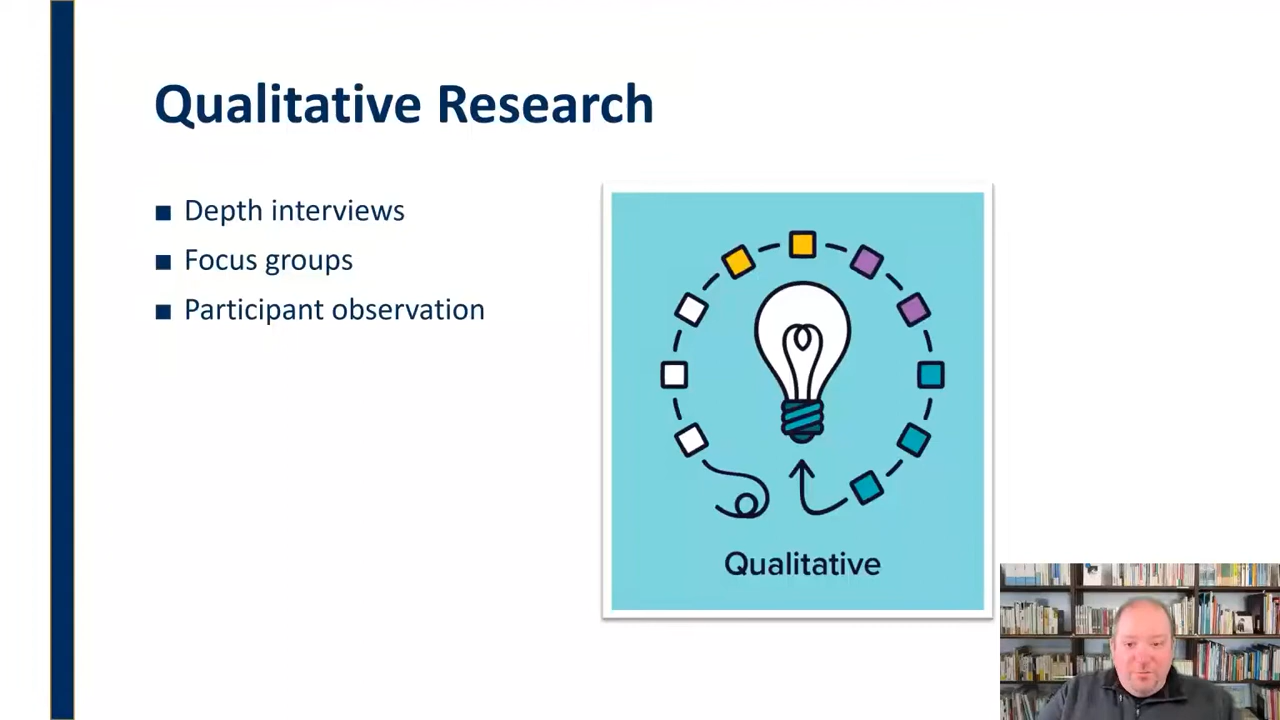 Qualitative Research
■ Depth interviews
■ Focus groups
■ Participant observation
Qualitative